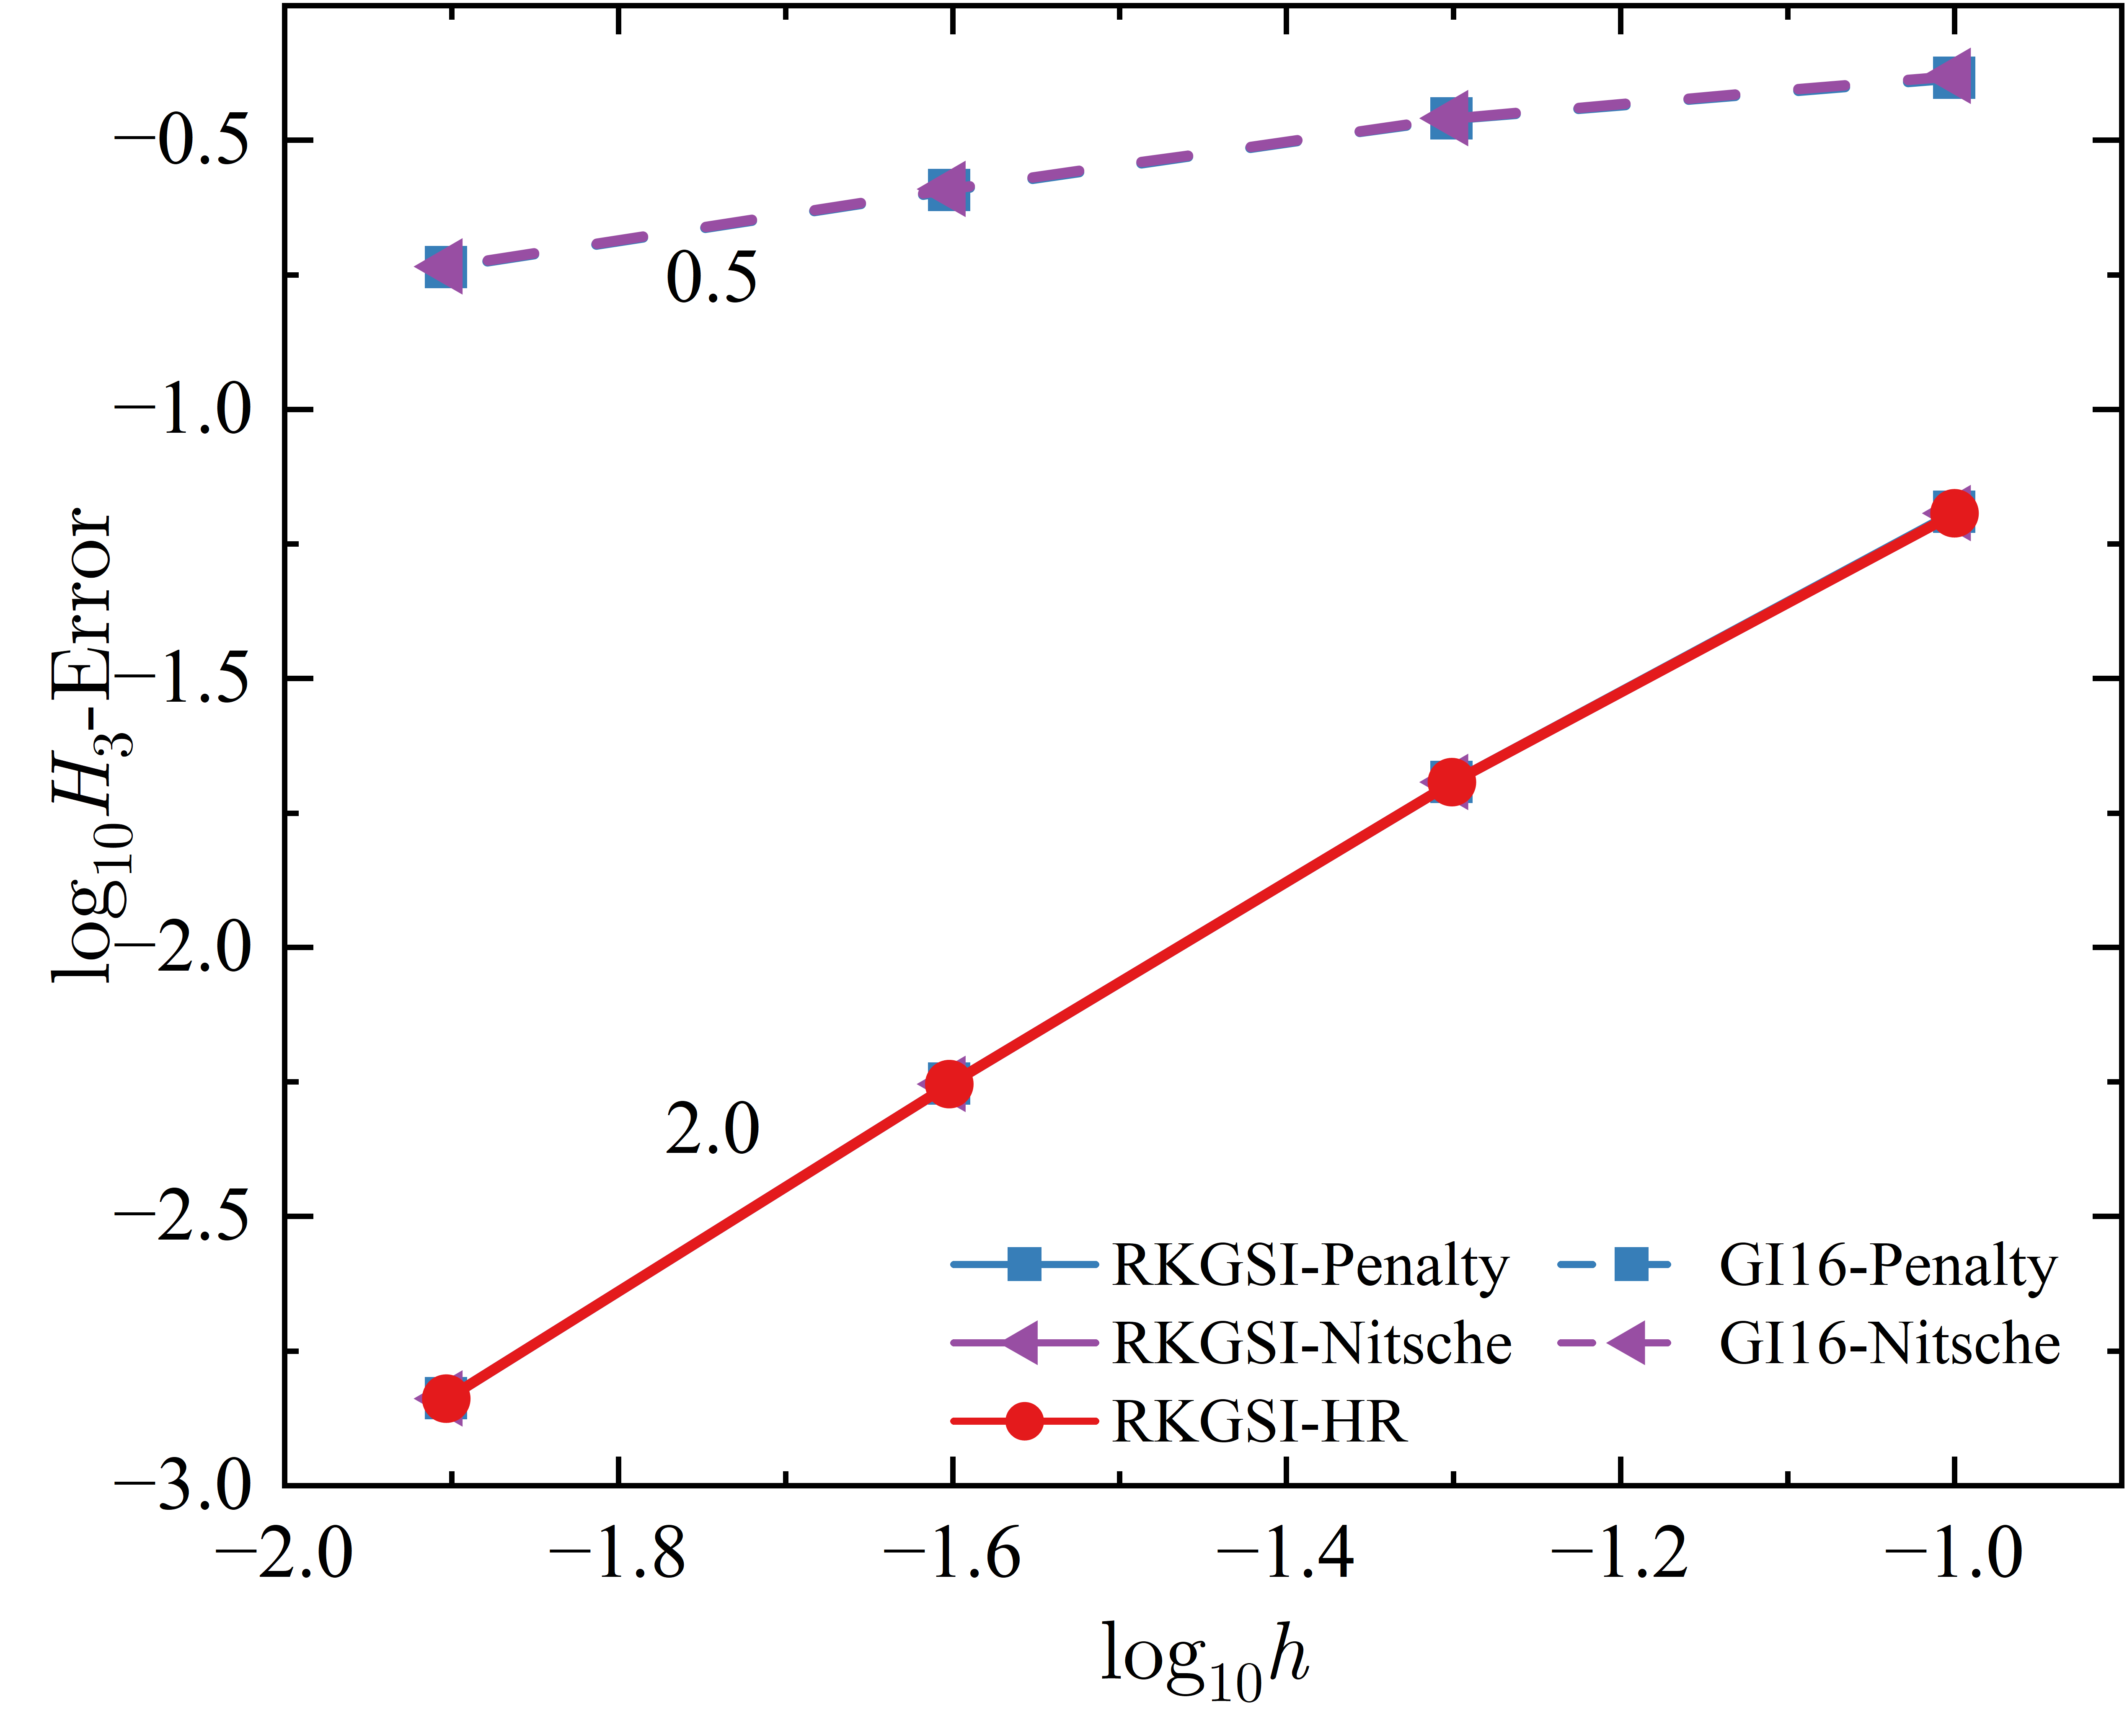 −0.5
−1.0
−1.5
−2.0
−2.5
−3.0
log₁₀H₃-Error
0.5
2.0
RKGSI-Penalty
RKGSI-Nitsche
RKGSI-HR
GI16-Penalty
GI16-Nitsche
−2.0 −1.8 −1.6 −1.4 −1.2 −1.0
log₁₀h